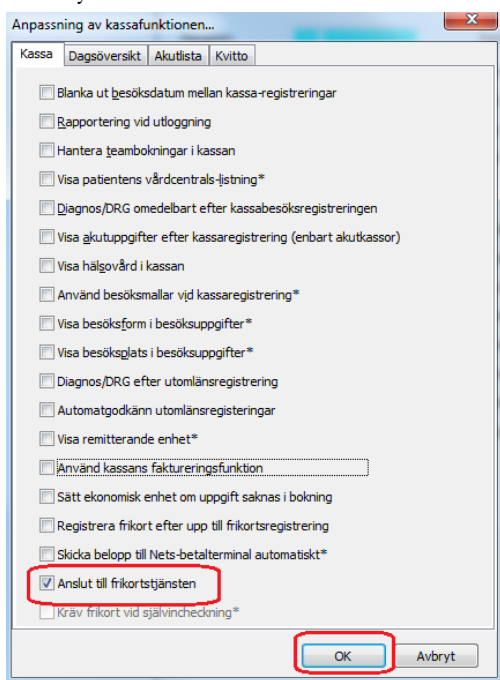 Anpassning av kassafunktionen...
Kassa Dagsöversikt Akutlista Kvitto
Blanka ut besöksdatum mellan kassa-registreringar
Rapportering vid utloggning
Hantera teambokningar i kassan
Visa patientens vårdcentrals-listning*
Diagnos/DRG omedelbart efter kassabesöksregistreringen
Visa akutuppgifter efter kassaregistrering (enbart akutkassor)
Visa hälsovård i kassan
Använd besöksmallar vid kassaregistrering*
Visa besöksform i besöksuppgifter*
Visa besöksplats i besöksuppgifter*
Diagnos/DRG efter utomlänsregistrering
Automatgodkänn utomlänsregisteringar
Visa remitterande enhet*
Använd kassans faktureringsfunktion
Sätt ekonomisk enhet om uppgift saknas i bokning
Registrera frikort efter upp till frikortsregistrering
Skicka belopp till Nets-betalterminal automatiskt*
Anslut till frikortstjänsten
Kräv frikort vid självincheckning*
OK Avbryt